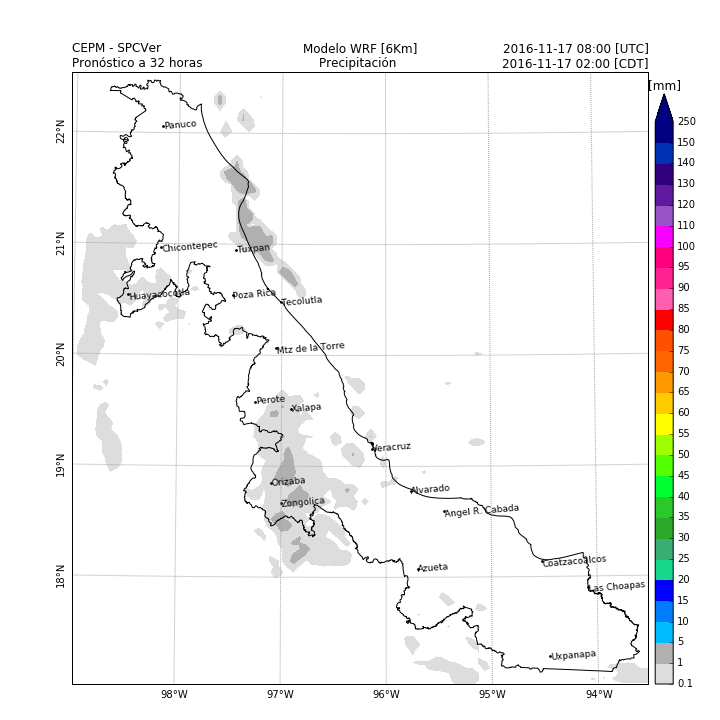 CEPM - SPCVer Modelo WRF [6Km] 2016-11-17 08:00 [UTC]
Pronóstico a 32 horas Precipitación 2016-11-17 02:00 [CDT]
[mm]
250
150
140
130
120
110
100
95
90
85
80
75
70
65
60
55
50
45
40
35
30
25
20
15
10
5
1
0.1
22°N
21°N
20°N
19°N
18°N
Panuco
Chicontepec
Tuxpan
Huayacocotla
Poza Rica
Tecolutla
Mtz de la Torre
Perote
Xalapa
Veracruz
Orizaba
Alvarado
Zongolica
Angel R. Cabada
Azueta
Coatzacoalcos
Las Choapas
Uxpanapa
98°W 97°W 96°W 95°W 94°W